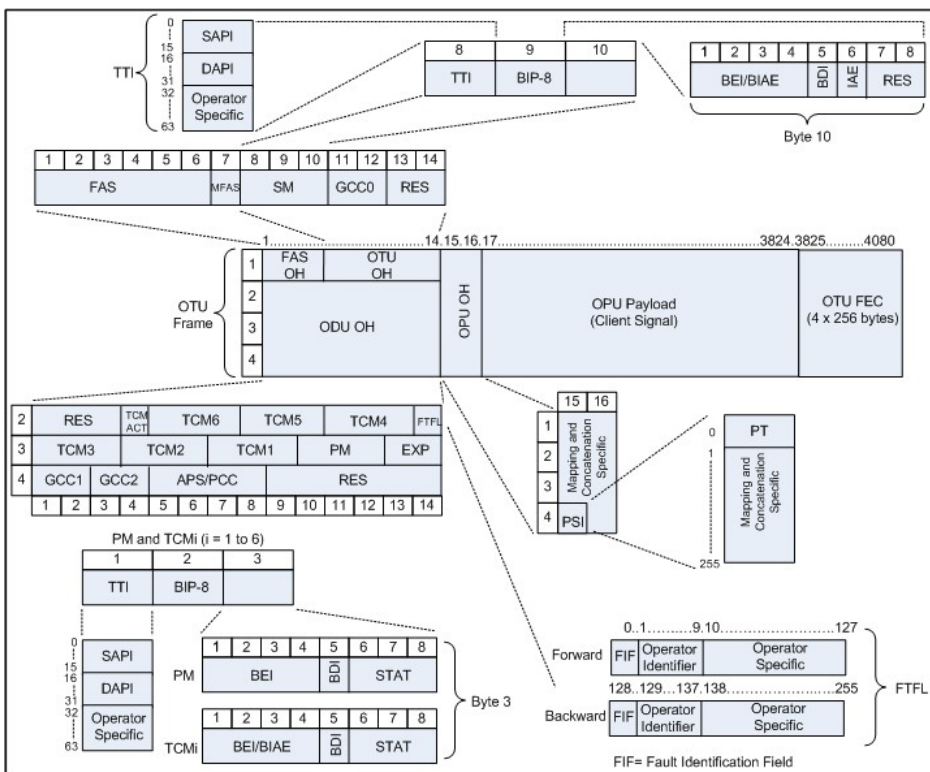 0
15
16
31
32
63
TTI
SAPI
DAPI
Operator
Specific
8 9 10
TTI BIP-8
1 2 3 4 5 6 7 8
BEI/BIAE BDI IAE RES
Byte 10
1 2 3 4 5 6 7 8 9 10 11 12 13 14
FAS MFAS SM GCC0 RES
1............................14.15.16.17..................................................3824.3825..........4080
OTU
Frame
1
2
3
4
FAS
OH
OTU
OH
ODU OH
OPU OH
OPU Payload
(Client Signal)
OTU FEC
(4 x 256 bytes)
2 RES TCM
ACT TCM6 TCM5 TCM4 FTFL
3 TCM3 TCM2 TCM1 PM EXP
4 GCC1 GCC2 APS/PCC RES
1 2 3 4 5 6 7 8 9 10 11 12 13 14
15 16
1
2
3
4
Mapping and
Concatenation
Specific
PSI
0
1
255
PT
Mapping and
Concatenation
Specific
PM and TCMi (i = 1 to 6)
1 2 3
TTI BIP-8
0
15
16
31
32
63
SAPI
DAPI
Operator
Specific
PM
1 2 3 4 5 6 7 8
BEI BDI STAT
TCMi
1 2 3 4 5 6 7 8
BEI/BIAE BDI STAT
Byte 3
0..1............9.10............................127
Forward
FIF Operator
Identifier Operator
Specific
128..129....137.138............................255
Backward
FIF Operator
Identifier Operator
Specific
FTFL
FIF= Fault Identification Field